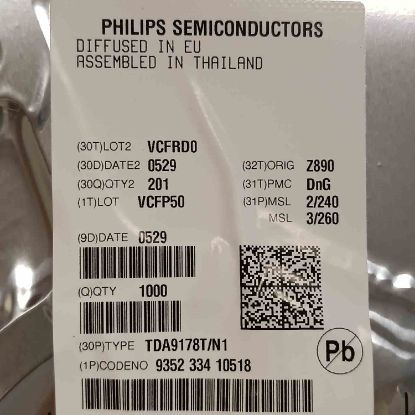 PHILIPS SEMICONDUCTORS
DIFFUSED IN EU
ASSEMBLED IN THAILAND
(30T)LOT2 VCFRD0
(30D)DATE2 0529 (32T)ORIG Z890
(30Q)QTY2 201 (31T)PMC DnG
(1T)LOT VCFP50 (31P)MSL 2/240
MSL 3/260
(9D)DATE 0529
(Q)QTY 1000
(30P)TYPE TDA9178T/N1
(1P)CODENO 9352 334 10518
Pb